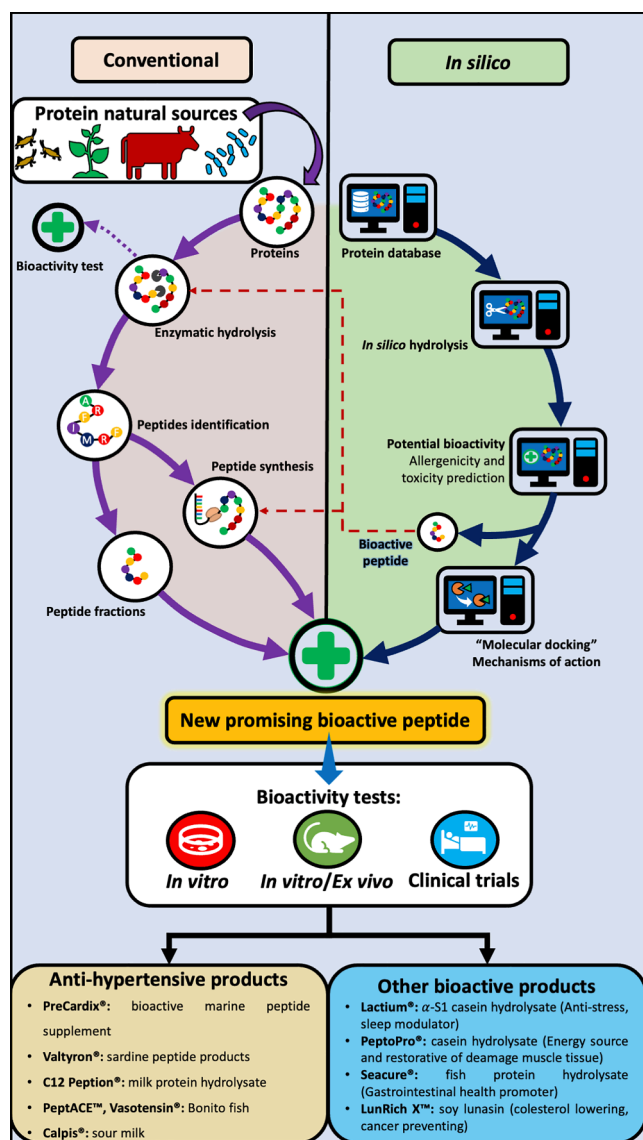 Conventional
In silico
Protein natural sources
Proteins
Bioactivity test
Enzymatic hydrolysis
A
R
F
I
M
R
F
Peptides identification
Peptide synthesis
Peptide fractions
Protein database
In silico hydrolysis
Potential bioactivity
Allergenicity and
toxicity prediction
Bioactive
peptide
“Molecular docking”
Mechanisms of action
New promising bioactive peptide
Bioactivity tests:
In vitro
In vitro/Ex vivo
Clinical trials
Anti-hypertensive products
• PreCardix®: bioactive marine peptide
supplement
• Valtyron®: sardine peptide products
• C12 Peption®: milk protein hydrolysate
• PeptACE™, Vasotensin®: Bonito fish
• Calpis®: sour milk
Other bioactive products
• Lactium®: α-S1 casein hydrolysate (Anti-stress,
sleep modulator)
• PeptoPro®: casein hydrolysate (Energy source
and restorative of deamage muscle tissue)
• Seacure®: fish protein hydrolysate
(Gastrointestinal health promoter)
• LunRich X™: soy lunasin (colesterol lowering,
cancer preventing)